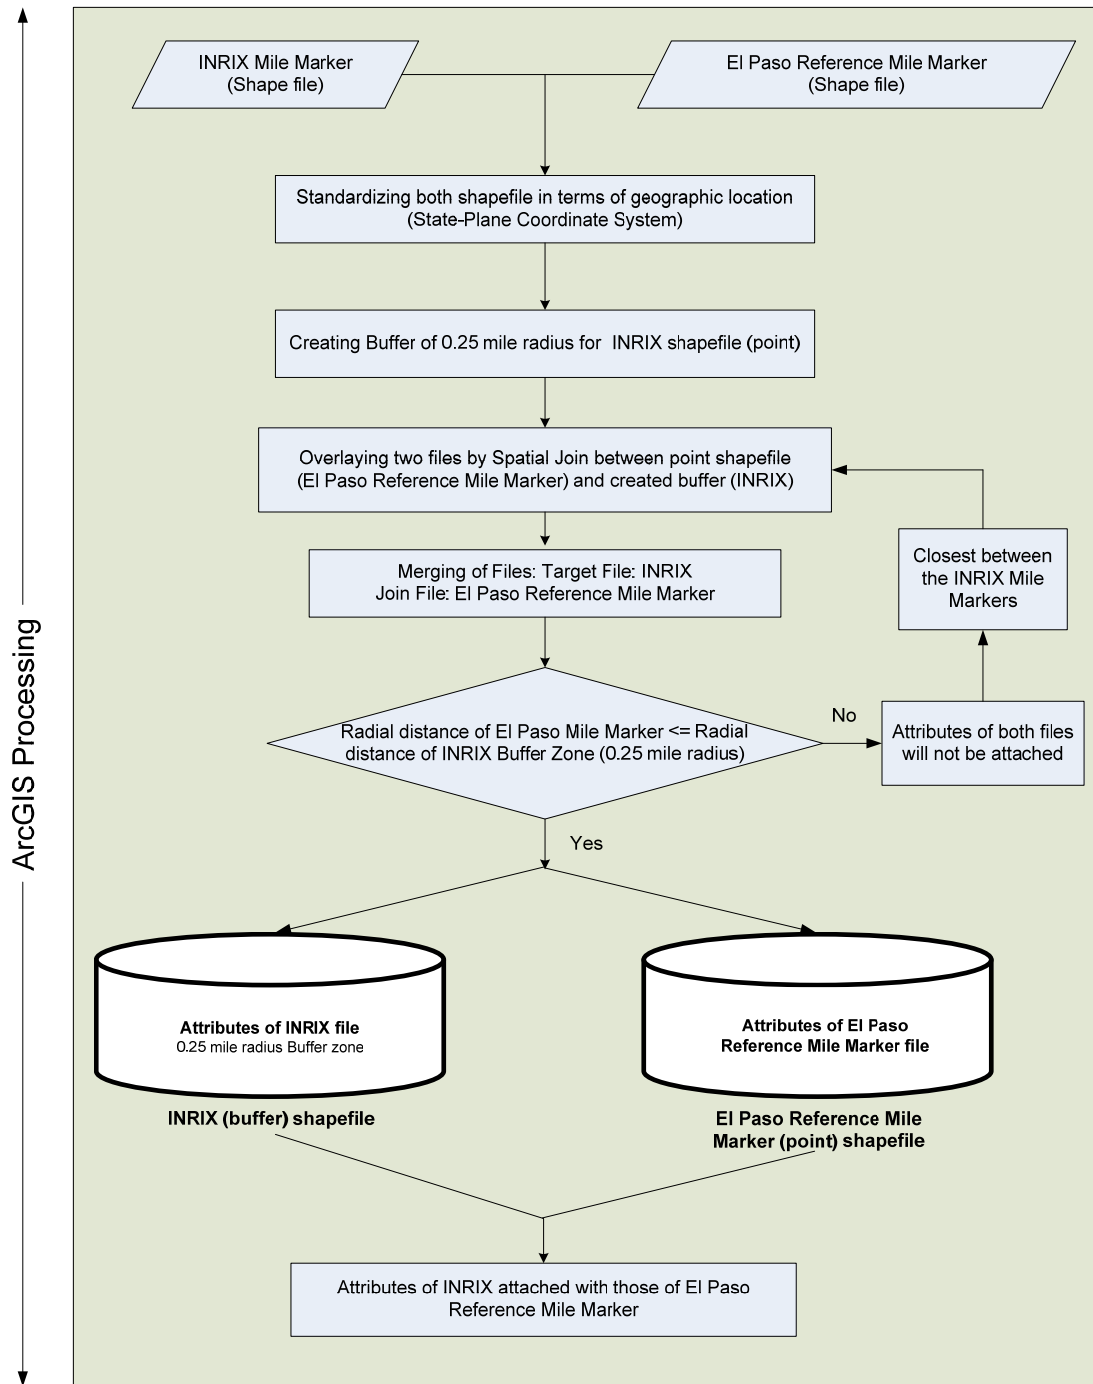 ArcGIS Processing
INRIX Mile Marker
(Shape file)
El Paso Reference Mile Marker
(Shape file)
Standardizing both shapefile in terms of geographic location
(State-Plane Coordinate System)
Creating Buffer of 0.25 mile radius for INRIX shapefile (point)
Overlaying two files by Spatial Join between point shapefile
(El Paso Reference Mile Marker) and created buffer (INRIX)
Merging of Files: Target File: INRIX
Join File: El Paso Reference Mile Marker
Closest between
the INRIX Mile
Markers
Radial distance of El Paso Mile Marker <= Radial
distance of INRIX Buffer Zone (0.25 mile radius)
No
Attributes of both files
will not be attached
Yes
Attributes of INRIX file
0.25 mile radius Buffer zone
INRIX (buffer) shapefile
Attributes of El Paso
Reference Mile Marker file
El Paso Reference Mile
Marker (point) shapefile
Attributes of INRIX attached with those of El Paso
Reference Mile Marker